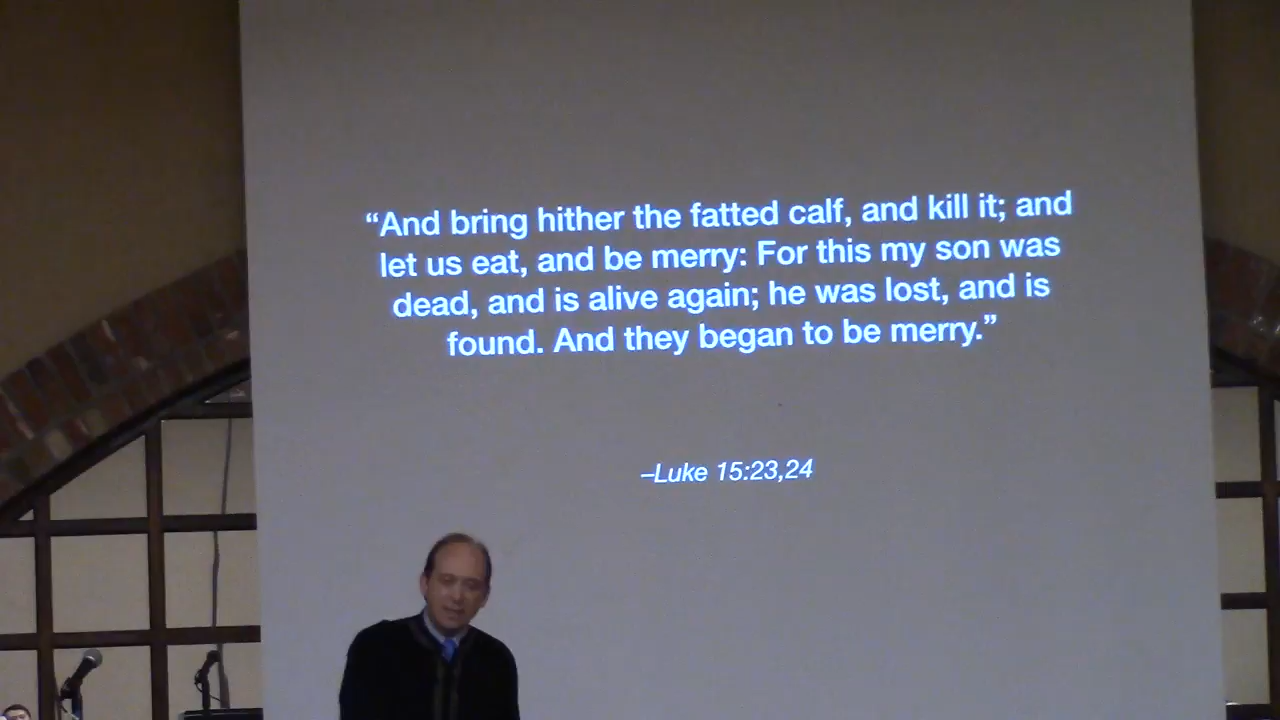 “And bring hither the fatted calf, and kill it; and
let us eat, and be merry: For this my son was
dead, and is alive again; he was lost, and is
found. And they began to be merry.”
–Luke 15:23,24